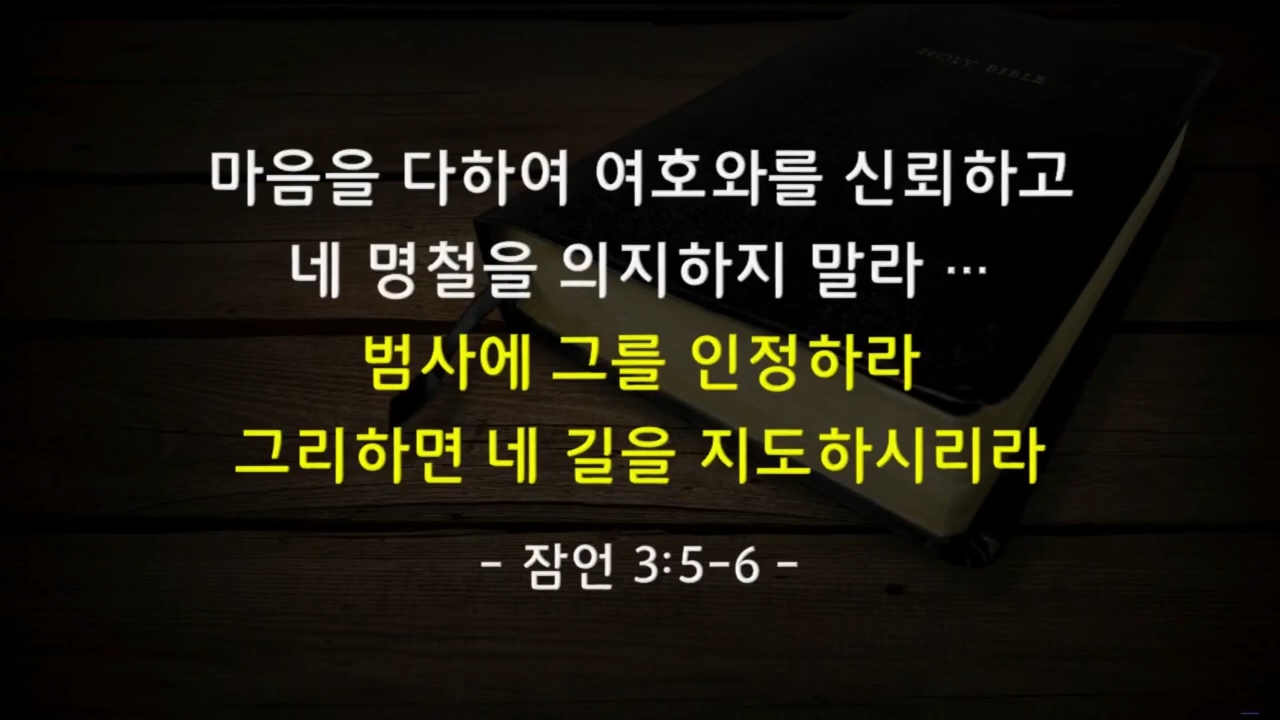 HOLY BIBLE
마음을 다하여 여호와를 신뢰하고
네 명철을 의지하지 말라 …
범사에 그를 인정하라
그리하면 네 길을 지도하시리라
- 잠언 3:5-6 -